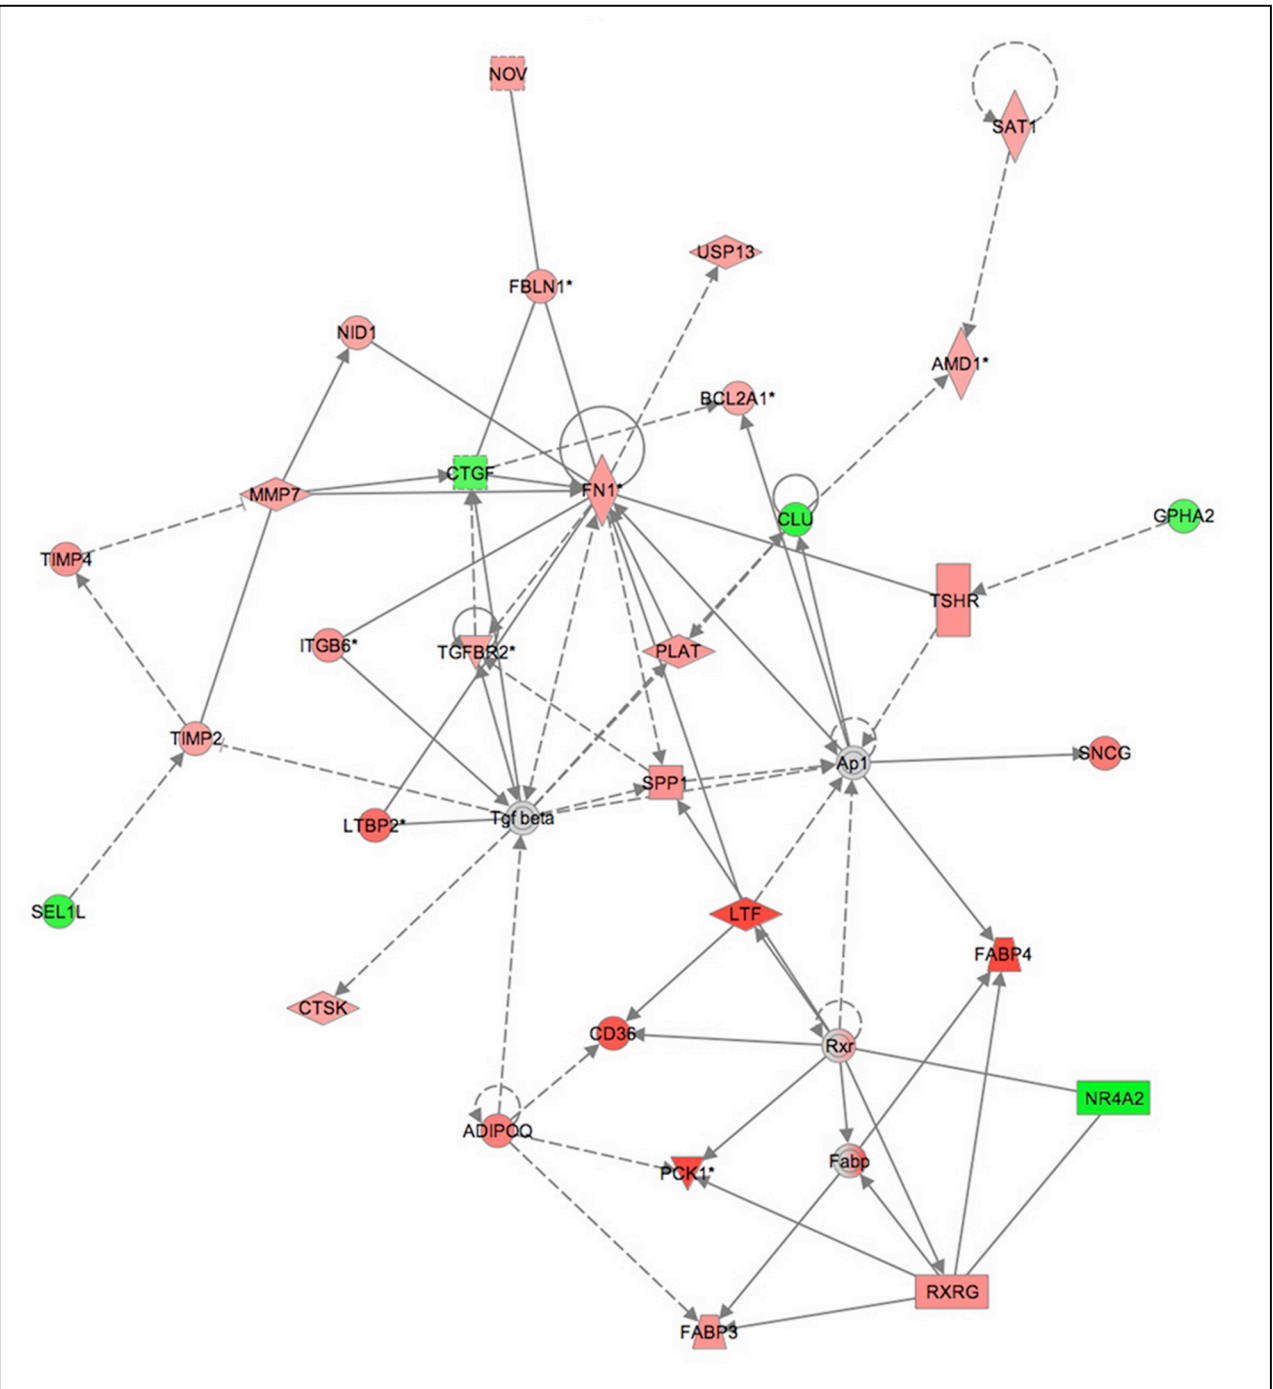 NOV
SAT1
USP13
FBLN1*
NID1
AMD1*
BCL2A1*
CTGF
MMP7
FN1*
CLU
GPHA2
TIMP4
TSHR
ITGB6*
TGFBR2*
PLAT
TIMP2
SNCG
Ap1
SPP1
Tgf beta
LTBP2*
SEL1L
LTF
FABP4
CTSK
CD36
Rxr
NR4A2
ADIPOQ
Fabp
PCK1*
RXRG
FABP3